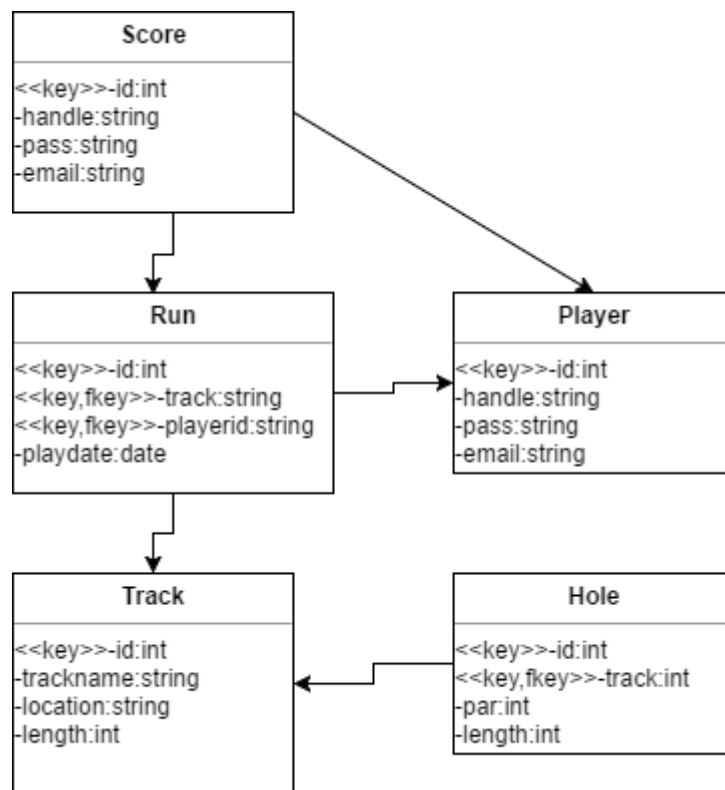 Score
<<key>>-id:int
-handle:string
-pass:string
-email:string
Run
<<key>>-id:int
<<key,fkey>>-track:string
<<key,fkey>>-playerid:string
-playdate:date
Player
<<key>>-id:int
-handle:string
-pass:string
-email:string
Track
<<key>>-id:int
-trackname:string
-location:string
-length:int
Hole
<<key>>-id:int
<<key,fkey>>-track:int
-par:int
-length:int